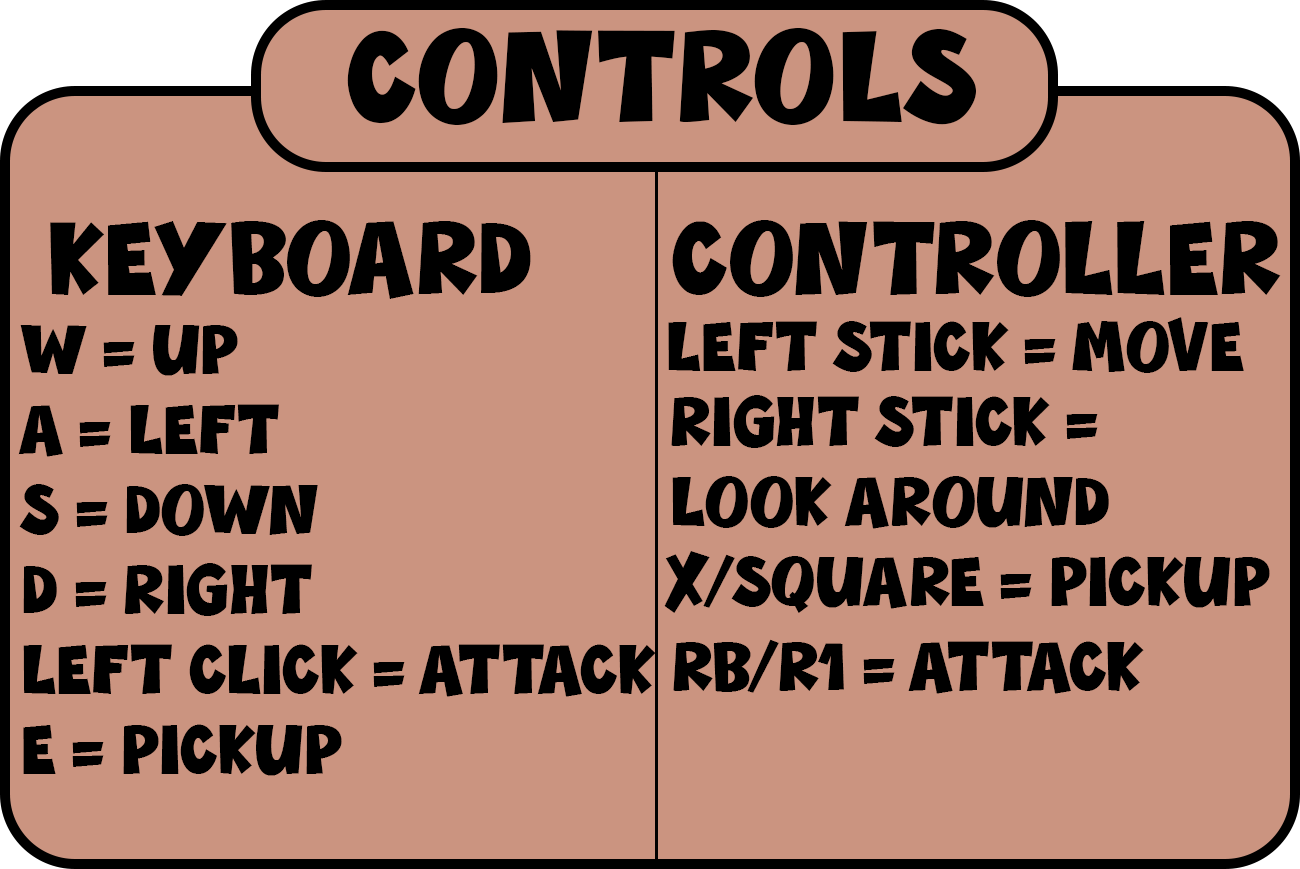 CONTROLS
KEYBOARD
W = UP
A = LEFT
S = DOWN
D = RIGHT
LEFT CLICK = ATTACK
E = PICKUP
CONTROLLER
LEFT STICK = MOVE
RIGHT STICK =
LOOK AROUND
X/SQUARE = PICKUP
RB/R1 = ATTACK